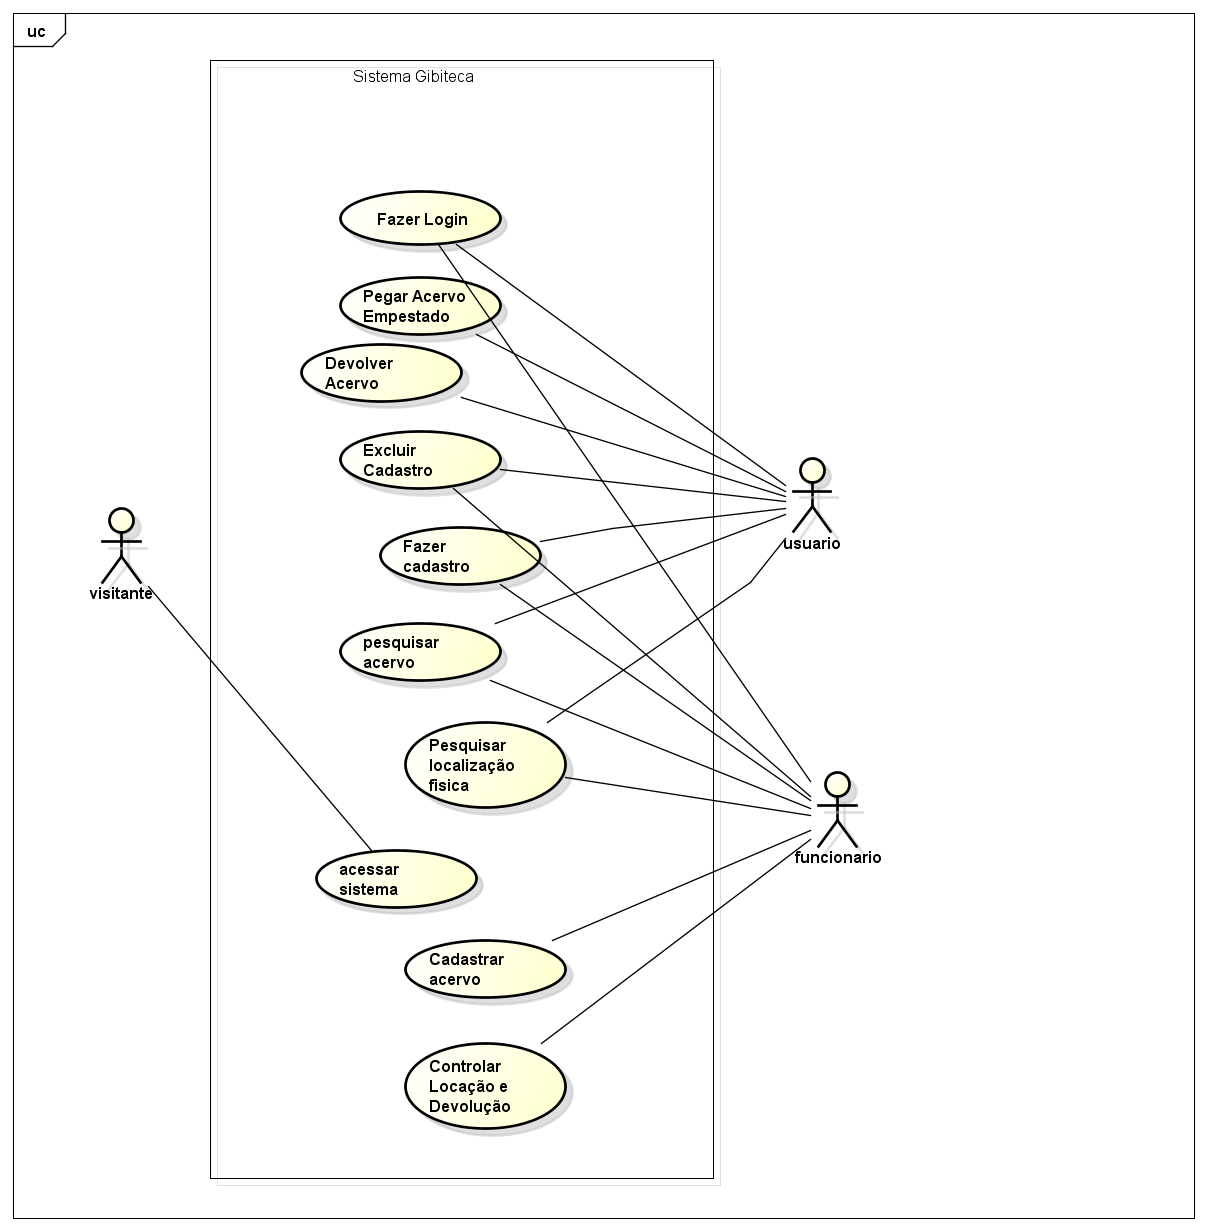 uc
Sistema Gibiteca
Fazer Login
Pegar Acervo
Empestado
Devolver
Acervo
Excluir
Cadastro
usuario
Fazer
cadastro
visitante
pesquisar
acervo
Pesquisar
localização
fisica
funcionario
acessar
sistema
Cadastrar
acervo
Controlar
Locação e
Devolução